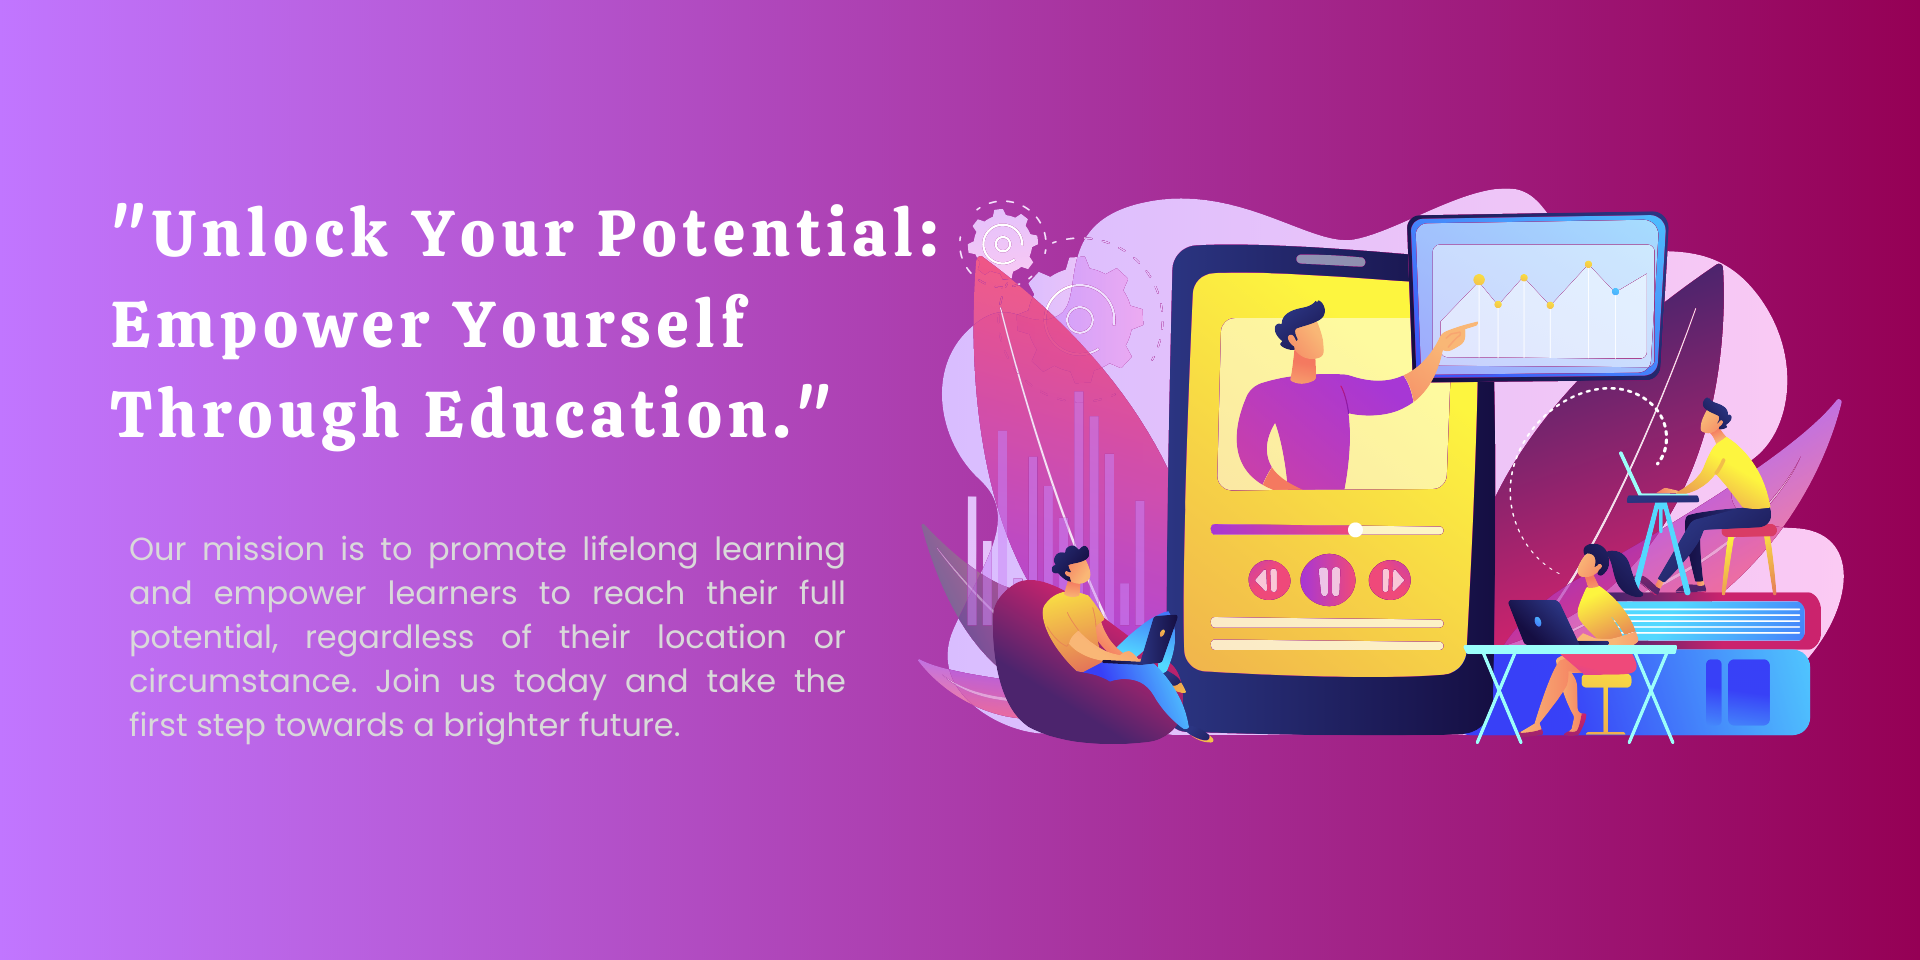 "Unlock Your Potential:
Empower Yourself
Through Education."
Our mission is to promote lifelong learning
and empower learners to reach their full
potential, regardless of their location or
circumstance. Join us today and take the
first step towards a brighter future.